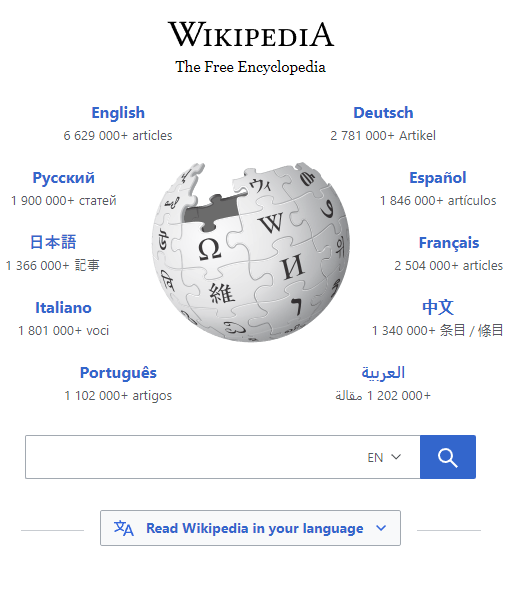 WIKIPEDIA
The Free Encyclopedia
English
6 629 000+ articles
Deutsch
2 781 000+ Artikel
Русский
1 900 000+ статей
Español
1 846 000+ artículos
日本語
1 366 000+ 記事
Français
2 504 000+ articles
Italiano
1 801 000+ voci
中文
1 340 000+ 条目 / 條目
Português
1 102 000+ artigos
العربية
1 202 000+ مقالة
Ω
W
И
維
ウィ
EN
Read Wikipedia in your language